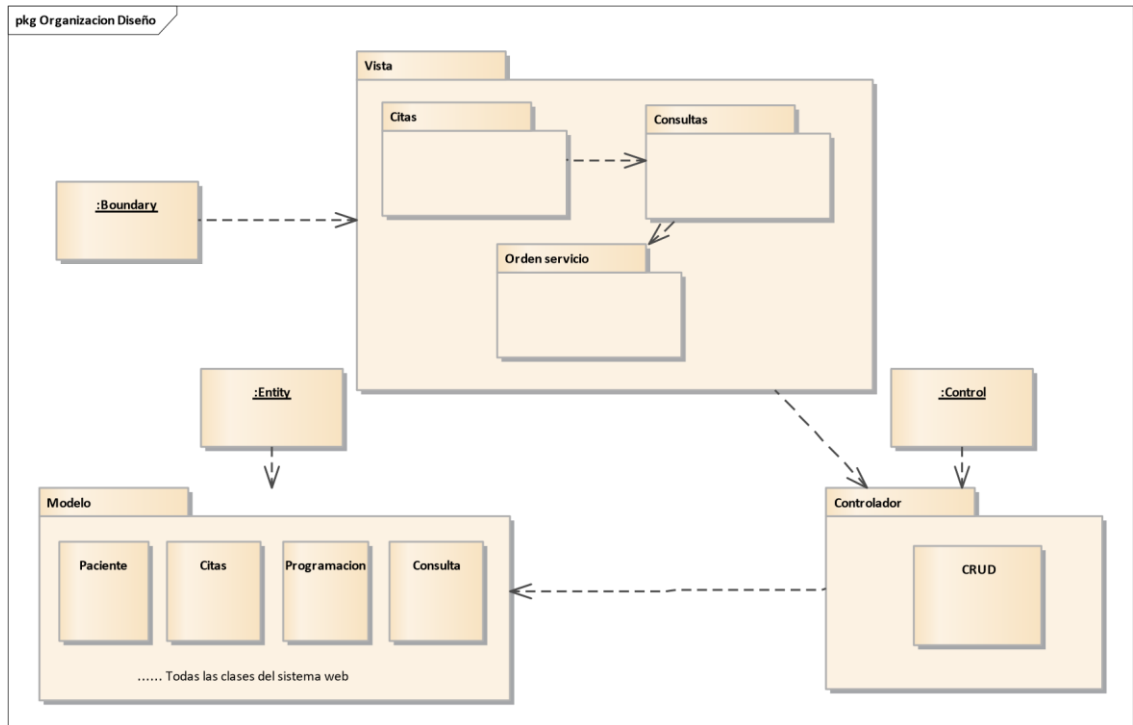 pkg Organizacion Diseño
Vista
Citas
Consultas
:Boundary
Orden servicio
:Entity
:Control
Modelo
Controlador
Paciente
Citas
Programacion
Consulta
CRUD
...... Todas las clases del sistema web